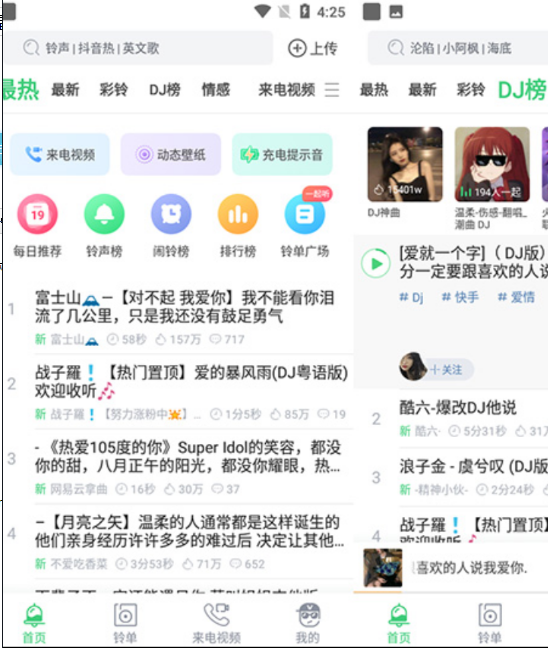 4:25
铃声 | 抖音热 | 英文歌
上传
最热 最新 彩铃 DJ榜 情感 来电视频
来电视频
动态壁纸
充电提示音
一起听
19
每日推荐 铃声榜 闹铃榜 排行榜 铃单广场
1
富士山🗻—【对不起 我爱你】我不能看你泪
流了几公里，只是我还没有鼓足勇气
新 富士山🗻 58秒 157万 717
2
战子羅❗【热门置顶】爱的暴风雨(DJ粤语版)
欢迎收听🎶
新 战子羅❗【努力涨粉中💥】... 1分5秒 85万 19
3
- 《热爱105度的你》Super Idol的笑容，都没
你的甜，八月正午的阳光，都没你耀眼，热...
新 网易云拿曲 16秒 30万 37
4
–【月亮之矢】温柔的人通常都是这样诞生的
他们亲身经历许许多多的难过后 决定让其他...
新 不爱吃香菜 3分53秒 71万 652
首页 铃单 来电视频 我的
沦陷 | 小阿枫 | 海底
最热 最新 彩铃 DJ榜
15401w
194人一起
DJ神曲
温柔-伤感-翻唱_
潮曲 DJ
[爱就一个字]（ DJ版）
分一定要跟喜欢的人说
# Dj # 快手 # 爱情
+关注
2
酷六-爆改DJ他说
新 酷六· 5分31秒 31万
3
浪子金 - 虞兮叹 (DJ版
新 -精神小伙- 2分24秒
4
战子羅❗【热门置顶】
欢迎收听
喜欢的人说我爱你.
首页 铃单